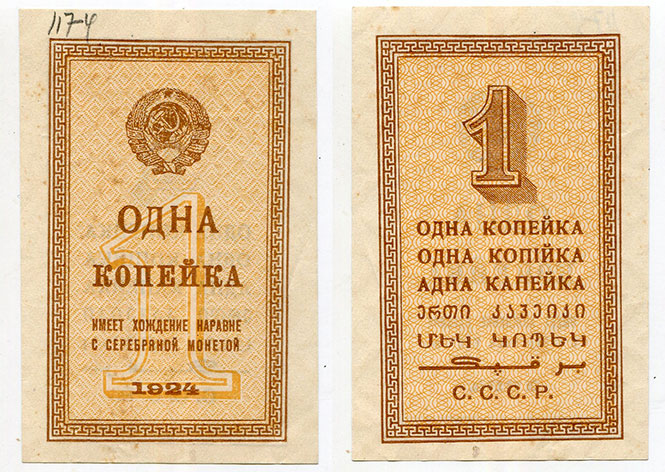 117-4
ОДНА
КОПЕЙКА
1
ИМЕЕТ ХОЖДЕНИЕ НАРАВНЕ
С СЕРЕБРЯНОЙ МОНЕТОЙ
1924
1
ОДНА КОПЕЙКА
ОДНА КОПІЙКА
АДНА КАПЕЙКА
ერთი კაპეიკი
ՄԵԿ ԿՈՊԵԿ
С. С. С. Р.